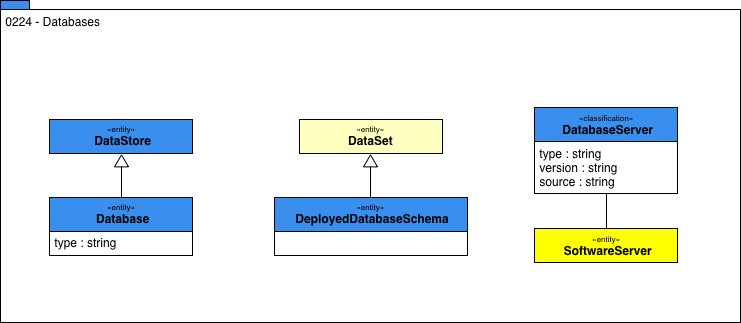 0224 - Databases
«entity»
DataStore
«entity»
Database
type : string
«entity»
DataSet
«entity»
DeployedDatabaseSchema
«classification»
DatabaseServer
type : string
version : string
source : string
«entity»
SoftwareServer